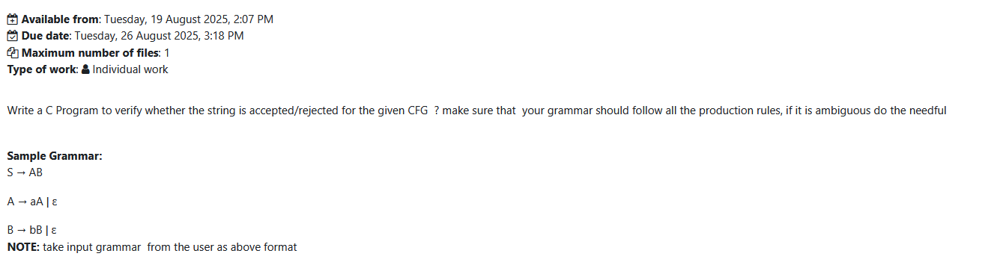 Available from: Tuesday, 19 August 2025, 2:07 PM
Due date: Tuesday, 26 August 2025, 3:18 PM
Maximum number of files: 1
Type of work: Individual work
Write a C Program to verify whether the string is accepted/rejected for the given CFG  ? make sure that  your grammar should follow all the production rules, if it is ambiguous do the needful
Sample Grammar:
S → AB
A → aA | ε
B → bB | ε
NOTE: take input grammar  from the user as above format